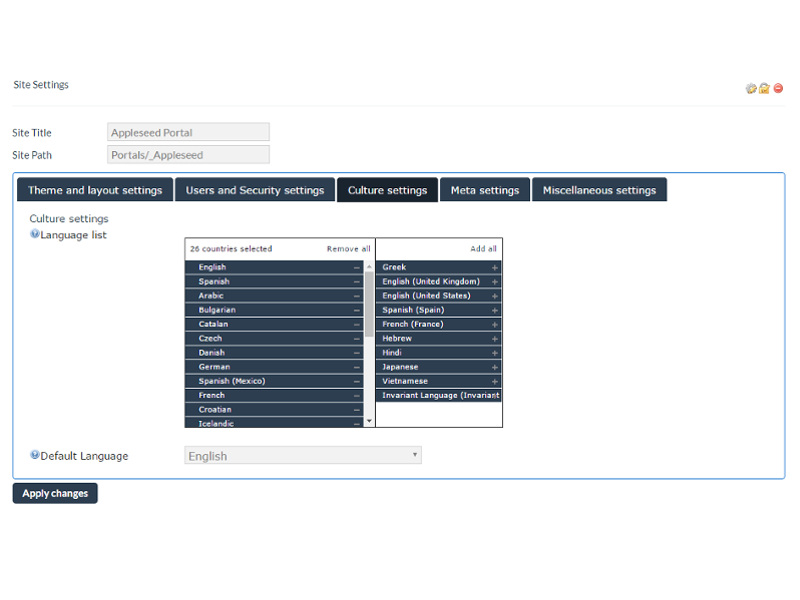 Site Settings
Site Title
Appleseed Portal
Site Path
Portals/_Appleseed
Theme and layout settings
Users and Security settings
Culture settings
Meta settings
Miscellaneous settings
Culture settings
Language list
26 countries selected
Remove all
Add all
English
Spanish
Arabic
Bulgarian
Catalan
Czech
Danish
German
Spanish (Mexico)
French
Croatian
Icelandic
Greek
English (United Kingdom)
English (United States)
Spanish (Spain)
French (France)
Hebrew
Hindi
Japanese
Vietnamese
Invariant Language (Invariant
Default Language
English
Apply changes